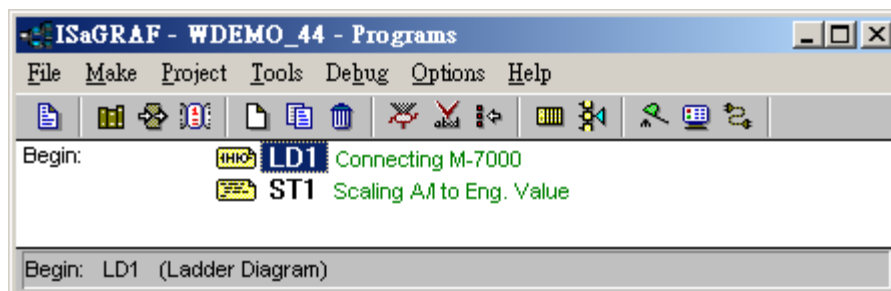 ISaGRAF - WDEMO_44 - Programs
File Make Project Tools Debug Options Help
Begin: LD1 Connecting M-7000
ST1 Scaling A/I to Eng. Value
Begin: LD1 (Ladder Diagram)